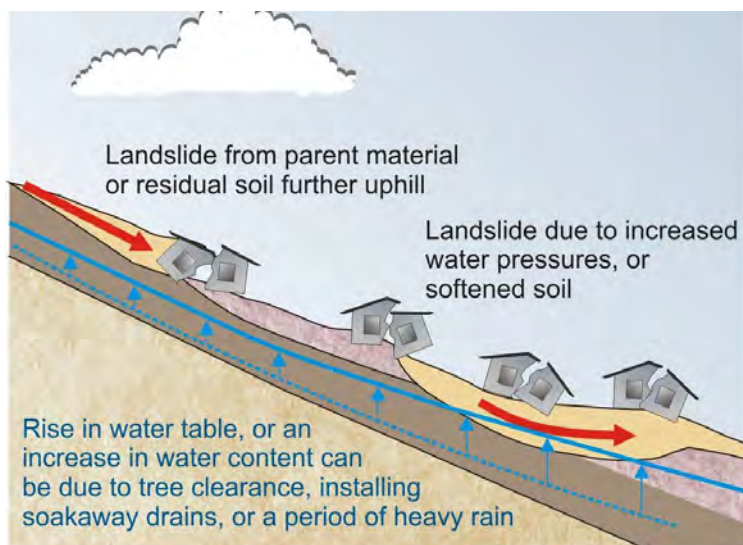 Landslide from parent material
or residual soil further uphill
Landslide due to increased
water pressures, or
softened soil
Rise in water table, or an
increase in water content can
be due to tree clearance, installing
soakaway drains, or a period of heavy rain